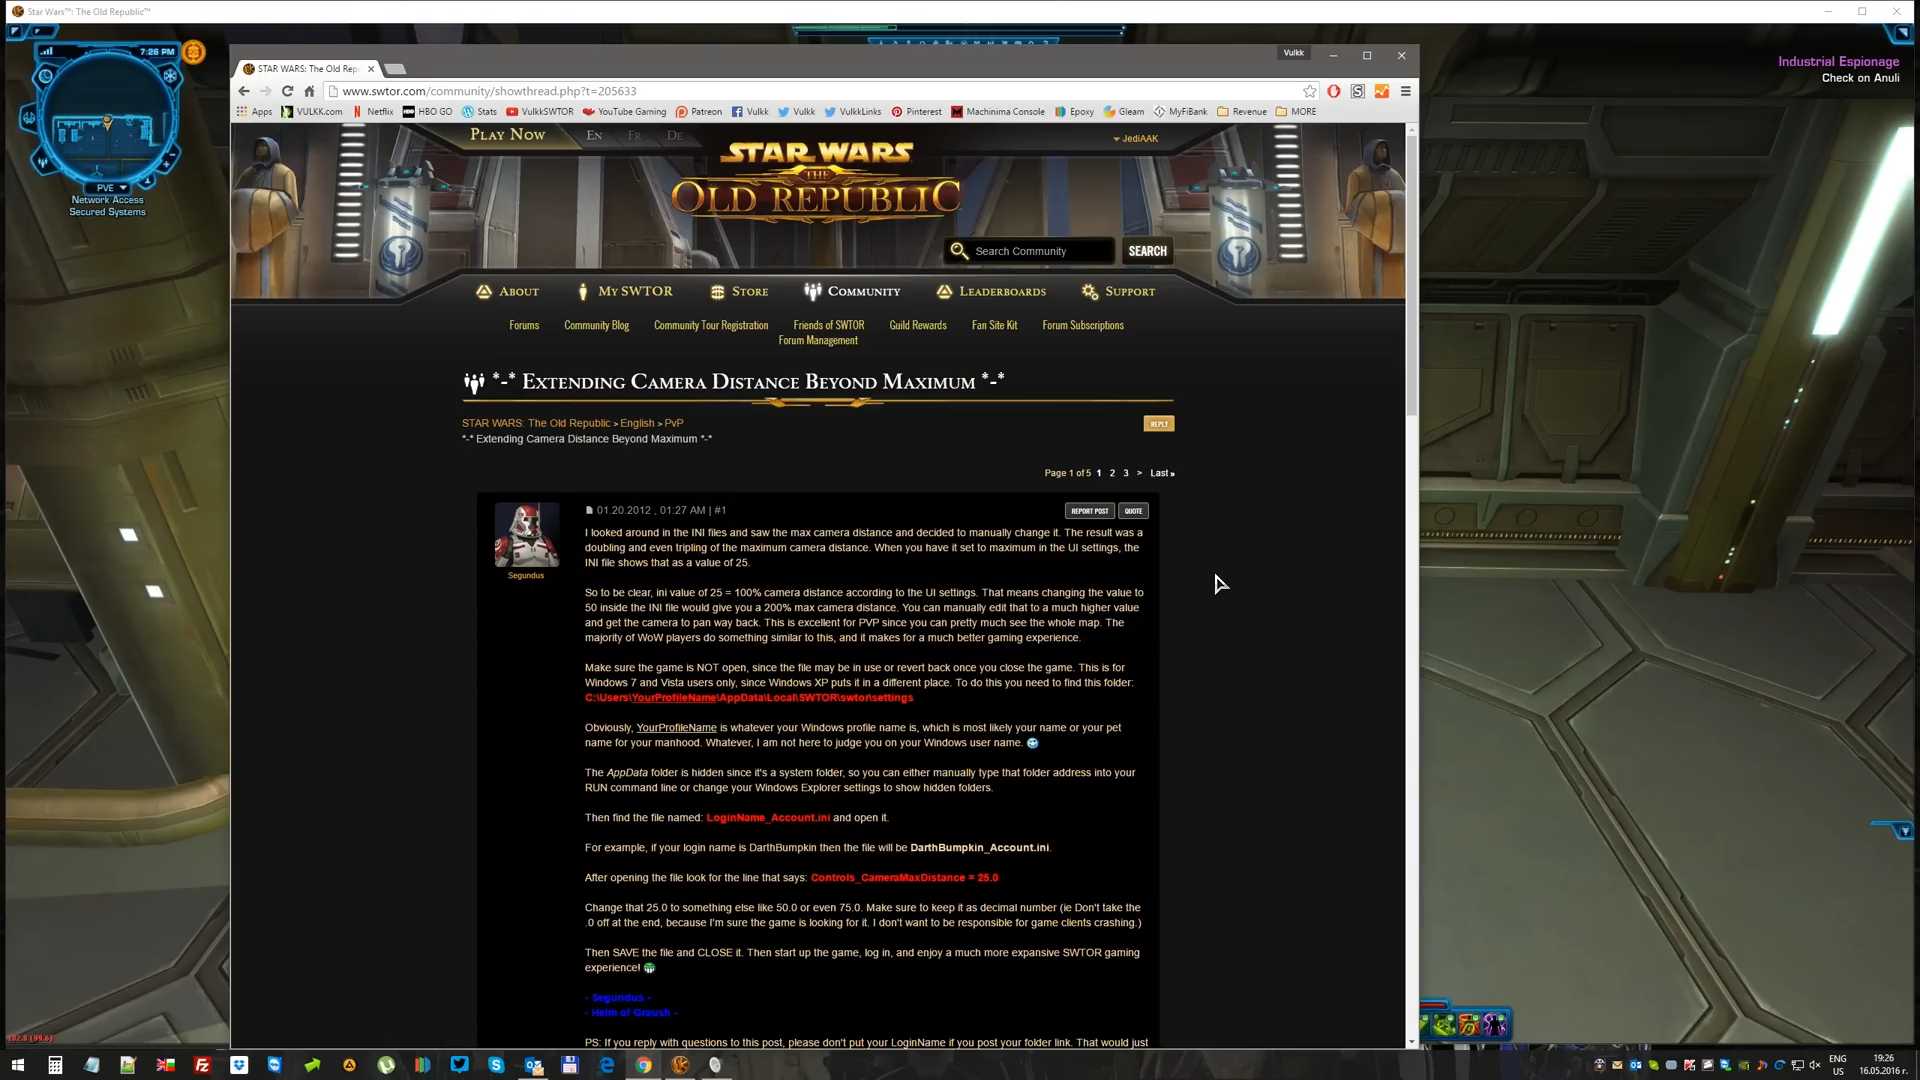 Star Wars™: The Old Republic™
7:26 PM
PVE
Network Access
Secured Systems
Industrial Espionage
Check on Anuli
Vulkk
STAR WARS: The Old Rep
www.swtor.com/community/showthread.php?t=205633
Apps VULKK.com Netflix HBO GO Stats VulkkSWTOR YouTube Gaming Patreon Vulkk Vulkk VulkkLinks Pinterest Machinima Console Epoxy Gleam MyFiBank Revenue MORE
PLAY NOW EN FR DE JediAAK
STAR WARS
THE
OLD REPUBLIC
Search Community SEARCH
ABOUT MY SWTOR STORE COMMUNITY LEADERBOARDS SUPPORT
Forums Community Blog Community Tour Registration Friends of SWTOR Guild Rewards Fan Site Kit Forum Subscriptions
Forum Management
*-* EXTENDING CAMERA DISTANCE BEYOND MAXIMUM *-*
STAR WARS: The Old Republic > English > PvP
REPLY
*-* Extending Camera Distance Beyond Maximum *-*
Page 1 of 5 1 2 3 > Last »
01.20.2012 , 01:27 AM | #1
REPORT POST QUOTE
Segundus
I looked around in the INI files and saw the max camera distance and decided to manually change it. The result was a
doubling and even tripling of the maximum camera distance. When you have it set to maximum in the UI settings, the
INI file shows that as a value of 25.
So to be clear, ini value of 25 = 100% camera distance according to the UI settings. That means changing the value to
50 inside the INI file would give you a 200% max camera distance. You can manually edit that to a much higher value
and get the camera to pan way back. This is excellent for PVP since you can pretty much see the whole map. The
majority of WoW players do something similar to this, and it makes for a much better gaming experience.
Make sure the game is NOT open, since the file may be in use or revert back once you close the game. This is for
Windows 7 and Vista users only, since Windows XP puts it in a different place. To do this you need to find this folder:
C:\Users\YourProfileName\AppData\Local\SWTOR\swtor\settings
Obviously, YourProfileName is whatever your Windows profile name is, which is most likely your name or your pet
name for your manhood. Whatever, I am not here to judge you on your Windows user name.
The AppData folder is hidden since it's a system folder, so you can either manually type that folder address into your
RUN command line or change your Windows Explorer settings to show hidden folders.
Then find the file named: LoginName_Account.ini and open it.
For example, if your login name is DarthBumpkin then the file will be DarthBumpkin_Account.ini.
After opening the file look for the line that says: Controls_CameraMaxDistance = 25.0
Change that 25.0 to something else like 50.0 or even 75.0. Make sure to keep it as decimal number (ie Don't take the
.0 off at the end, because I'm sure the game is looking for it. I don't want to be responsible for game clients crashing.)
Then SAVE the file and CLOSE it. Then start up the game, log in, and enjoy a much more expansive SWTOR gaming
experience!
- Segundus -
- Helm of Graush -
PS: If you reply with questions to this post, please don't put your LoginName if you post your folder link. That would just
ENG
US
19:26
16.05.2016 г.